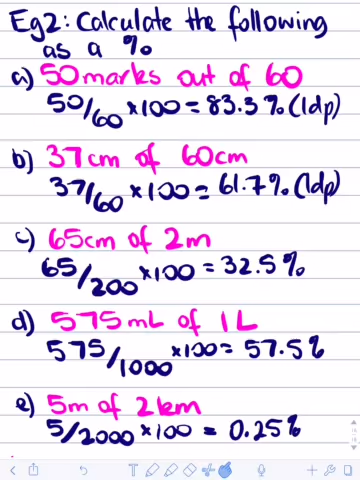 Eg2: Calculate the following
as a %
a) 50 marks out of 60
50/60 × 100 = 83.3% (1dp)
b) 37cm of 60cm
37/60 × 100 = 61.7% (1dp)
c) 65cm of 2m
65/200 × 100 = 32.5%
d) 575mL of 1L
575/1000 × 100 = 57.5%
e) 5m of 2km
5/2000 × 100 = 0.25%